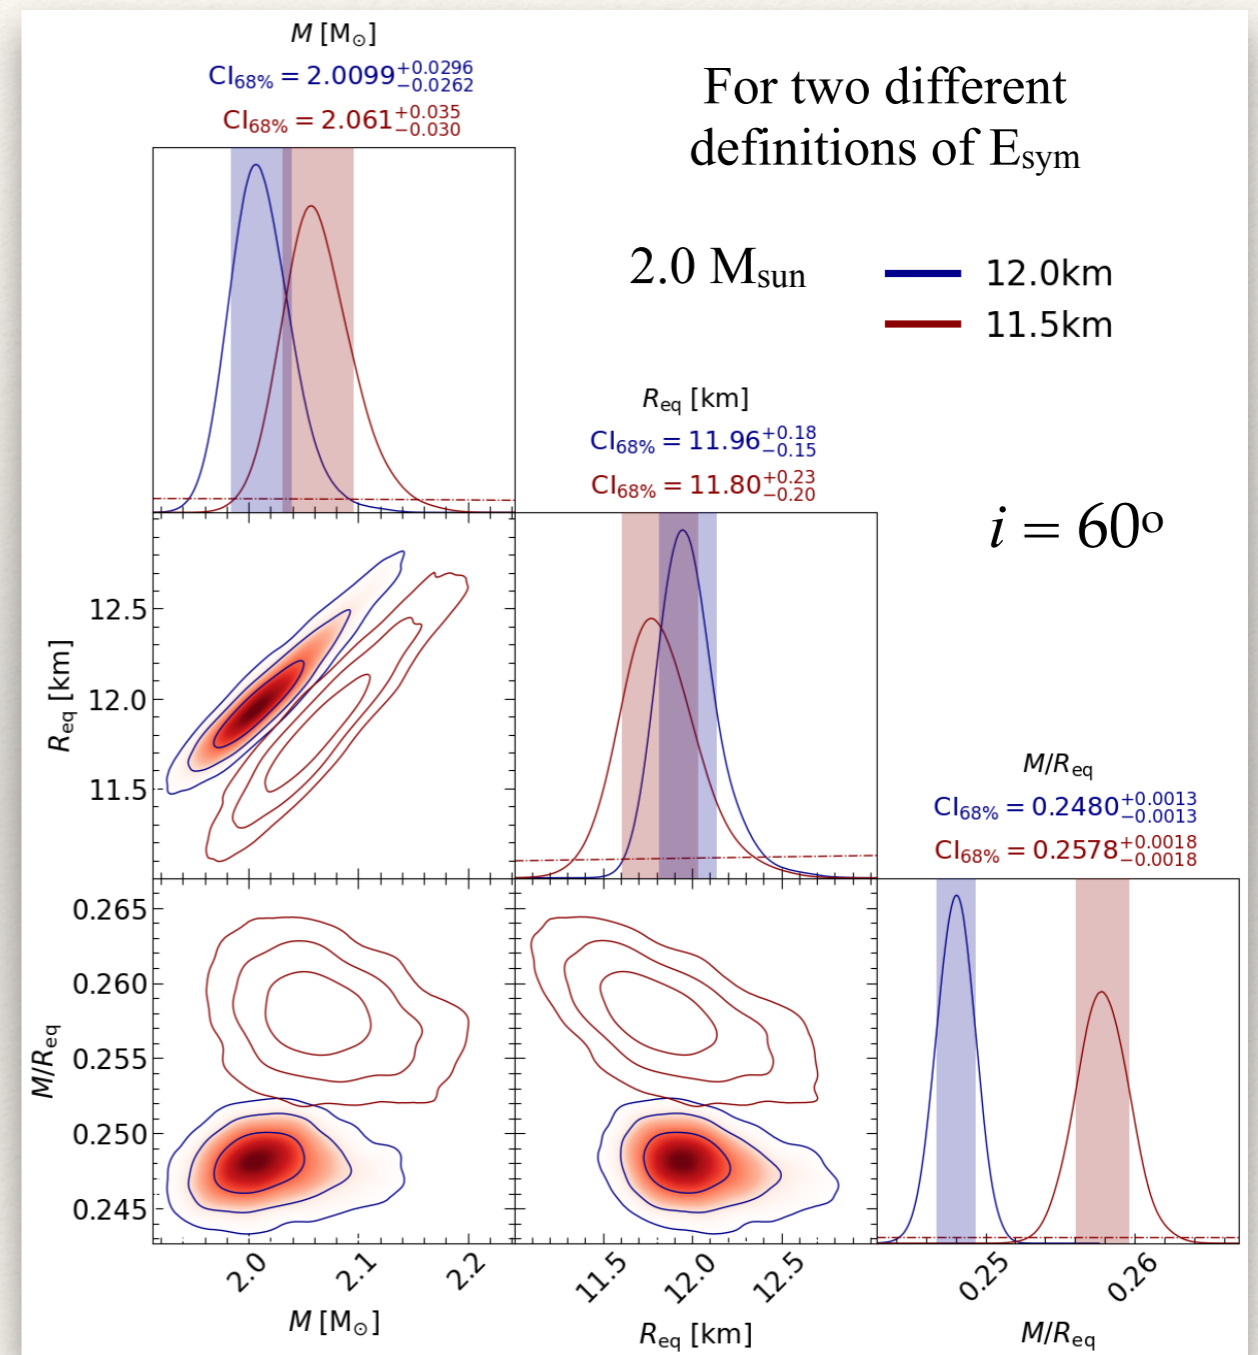 M [M☉]
CI68% = 2.0099+0.0296−0.0262
CI68% = 2.061+0.035−0.030
For two different
definitions of Esym
2.0 Msun
12.0km
11.5km
Req [km]
CI68% = 11.96+0.18−0.15
CI68% = 11.80+0.23−0.20
i = 60o
12.5
12.0
11.5
Req [km]
M/Req
CI68% = 0.2480+0.0013−0.0013
CI68% = 0.2578+0.0018−0.0018
0.265
0.260
0.255
0.250
0.245
M/Req
2.0 2.1 2.2
M [M☉]
11.5 12.0 12.5
Req [km]
0.25 0.26
M/Req